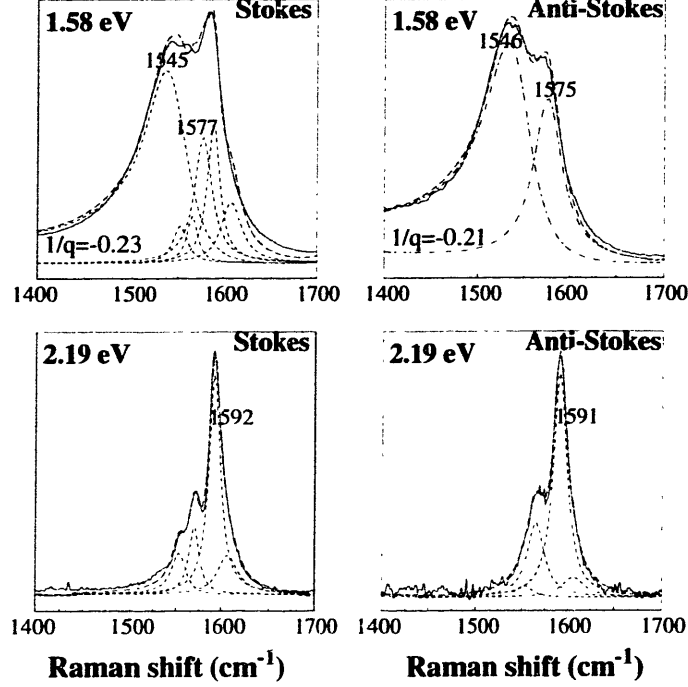 1.58 eV Stokes
1545
1577
1/q=-0.23
1400 1500 1600 1700
1.58 eV Anti-Stokes
1546
1575
1/q=-0.21
1400 1500 1600 1700
2.19 eV Stokes
1592
1400 1500 1600 1700
Raman shift (cm⁻¹)
2.19 eV Anti-Stokes
1591
1400 1500 1600 1700
Raman shift (cm⁻¹)